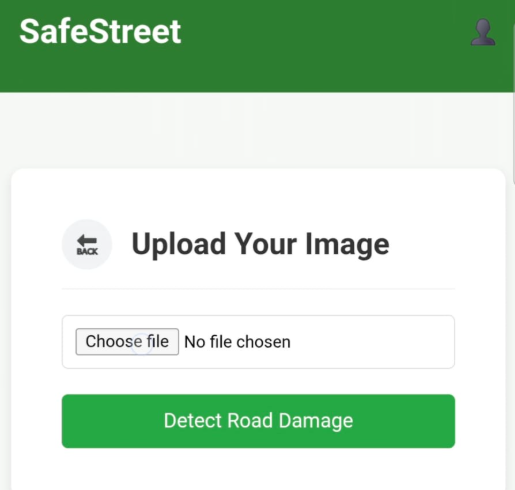 SafeStreet
BACK
Upload Your Image
Choose file No file chosen
Detect Road Damage